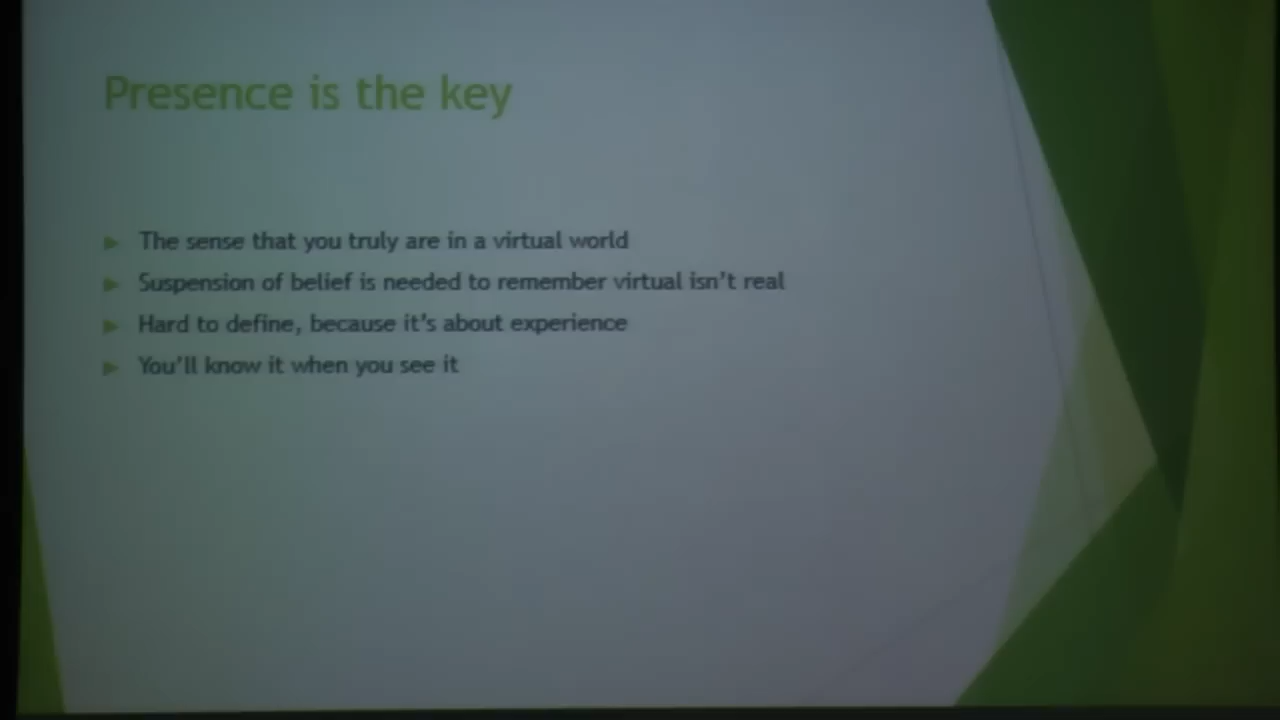 Presence is the key
The sense that you truly are in a virtual world
Suspension of belief is needed to remember virtual isn't real
Hard to define, because it's about experience
You'll know it when you see it